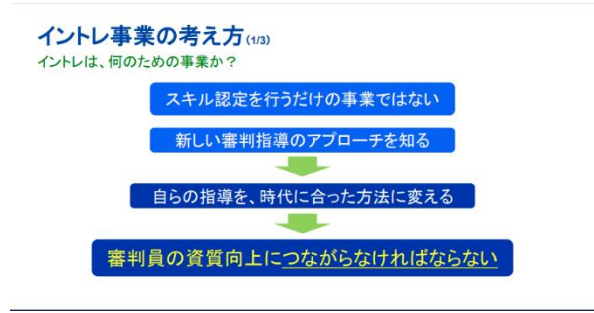 イントレ事業の考え方(1/3)
イントレは、何のための事業か？
スキル認定を行うだけの事業ではない
新しい審判指導のアプローチを知る
自らの指導を、時代に合った方法に変える
審判員の資質向上につながらなければならない